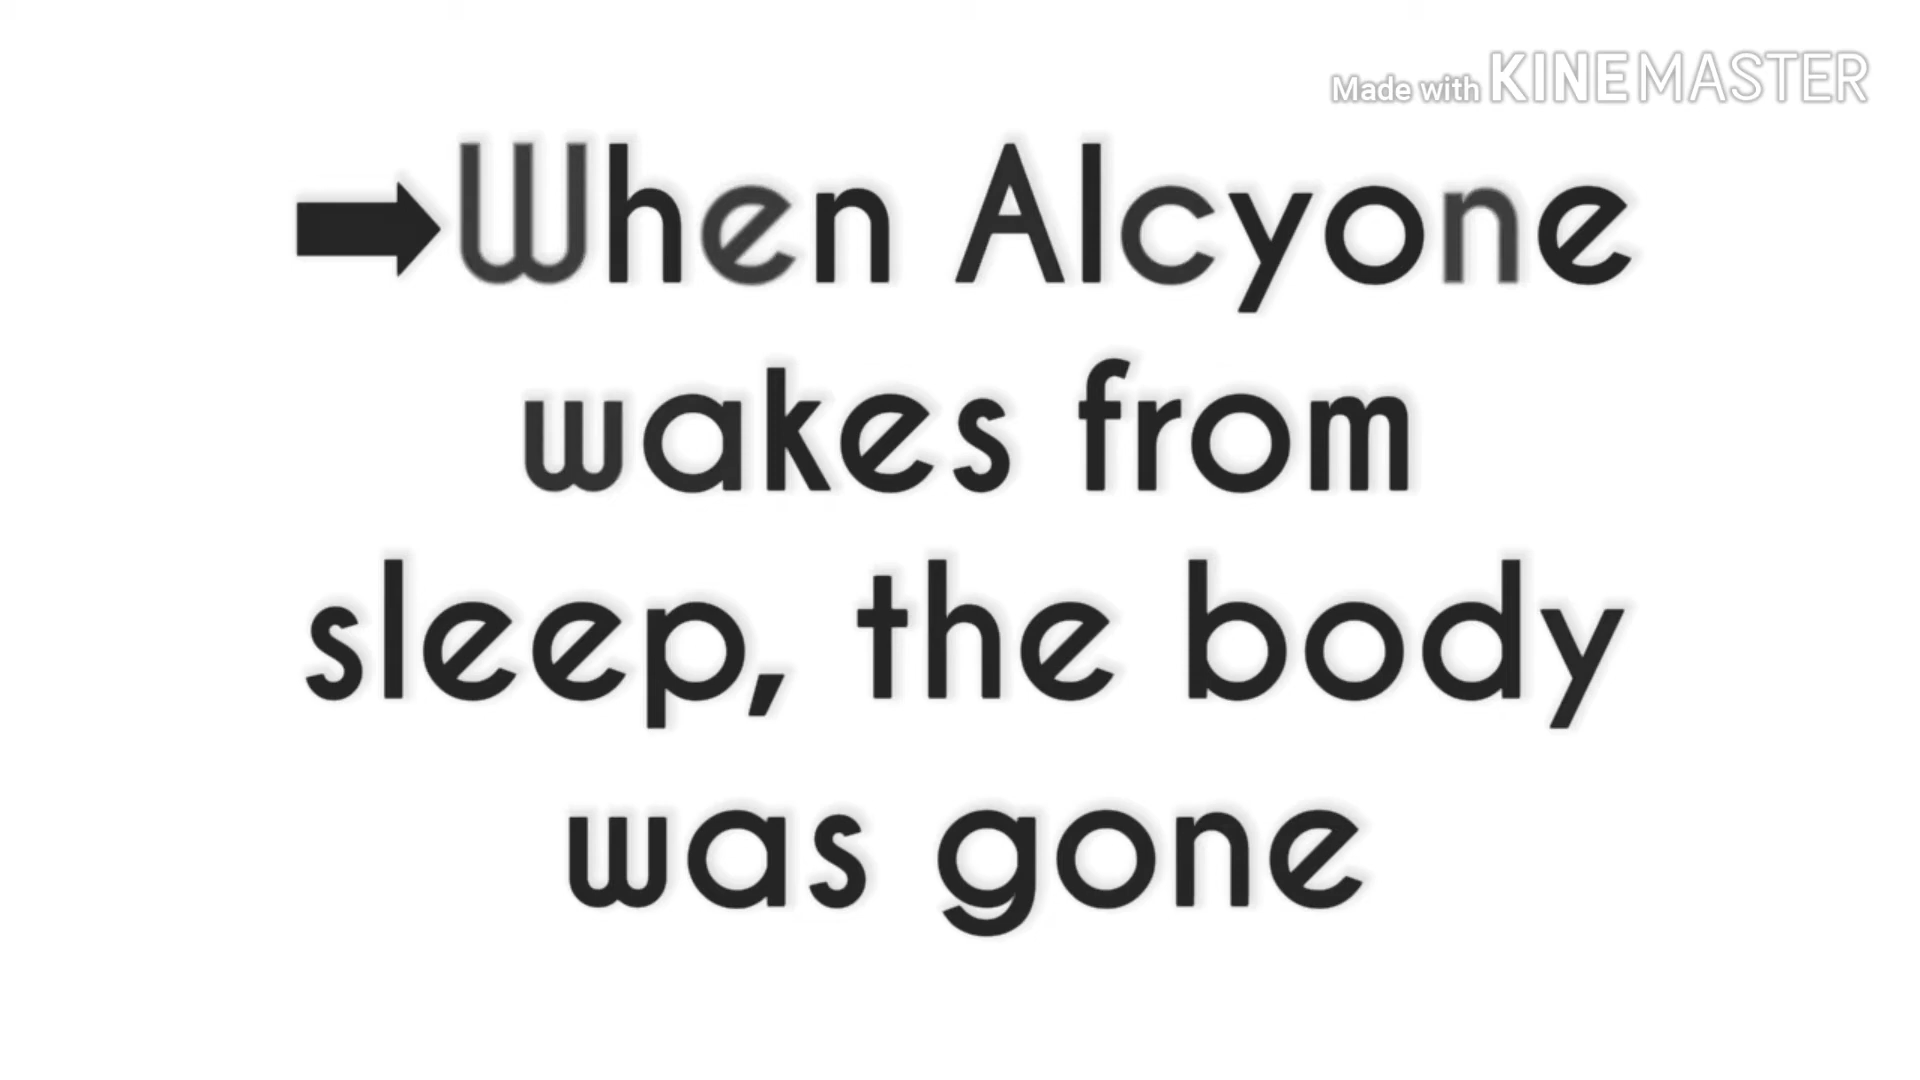 Made with KINEMASTER
➡When Alcyone
wakes from
sleep, the body
was gone